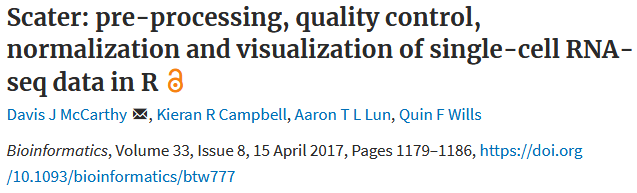 Scater: pre-processing, quality control,
normalization and visualization of single-cell RNA-
seq data in R
Davis J McCarthy, Kieran R Campbell, Aaron T L Lun, Quin F Wills
Bioinformatics, Volume 33, Issue 8, 15 April 2017, Pages 1179–1186, https://doi.org
/10.1093/bioinformatics/btw777